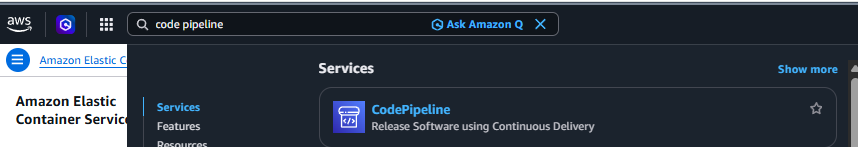 aws
code pipeline
Ask Amazon Q
Amazon Elastic C
Services
Show more
Amazon Elastic
Container Service
Services
Features
Resources
CodePipeline
Release Software using Continuous Delivery